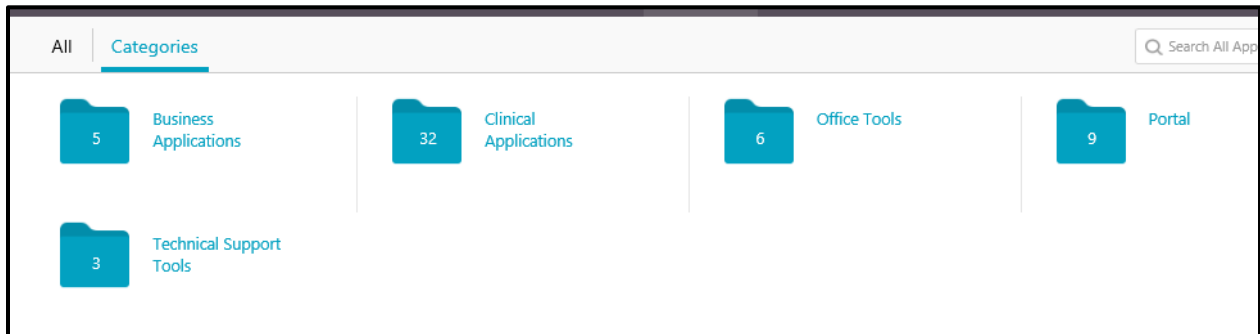 All
Categories
Search All App
5
Business
Applications
32
Clinical
Applications
6
Office Tools
9
Portal
3
Technical Support
Tools